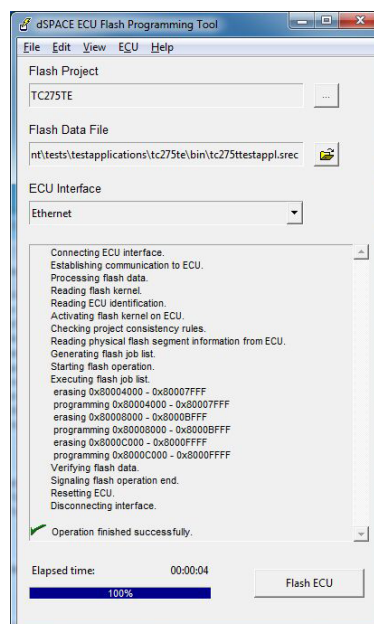 dSPACE ECU Flash Programming Tool
File Edit View ECU Help
Flash Project
TC275TE
...
Flash Data File
nt\tests\testapplications\tc275te\bin\tc275ttestappl.srec
ECU Interface
Ethernet
Connecting ECU interface.
Establishing communication to ECU.
Processing flash data.
Reading flash kernel.
Reading ECU identification.
Activating flash kernel on ECU.
Checking project consistency rules.
Reading physical flash segment information from ECU.
Generating flash job list.
Starting flash operation.
Executing flash job list.
erasing 0x80004000 - 0x80007FFF
programming 0x80004000 - 0x80007FFF
erasing 0x80008000 - 0x8000BFFF
programming 0x80008000 - 0x8000BFFF
erasing 0x8000C000 - 0x8000FFFF
programming 0x8000C000 - 0x8000FFFF
Verifying flash data.
Signaling flash operation end.
Resetting ECU.
Disconnecting interface.
Operation finished successfully.
Elapsed time: 00:00:04
100%
Flash ECU